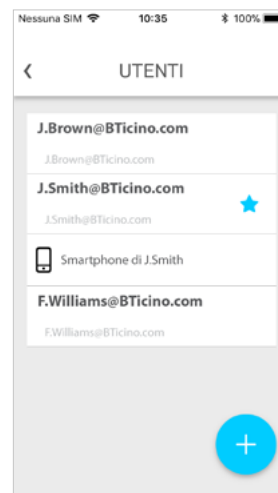 Nessuna SIM 10:35 100%
UTENTI
J.Brown@BTicino.com
J.Brown@BTicino.com
J.Smith@BTicino.com
J.Smith@BTicino.com
Smartphone di J.Smith
F.Williams@BTicino.com
F.Williams@BTicino.com